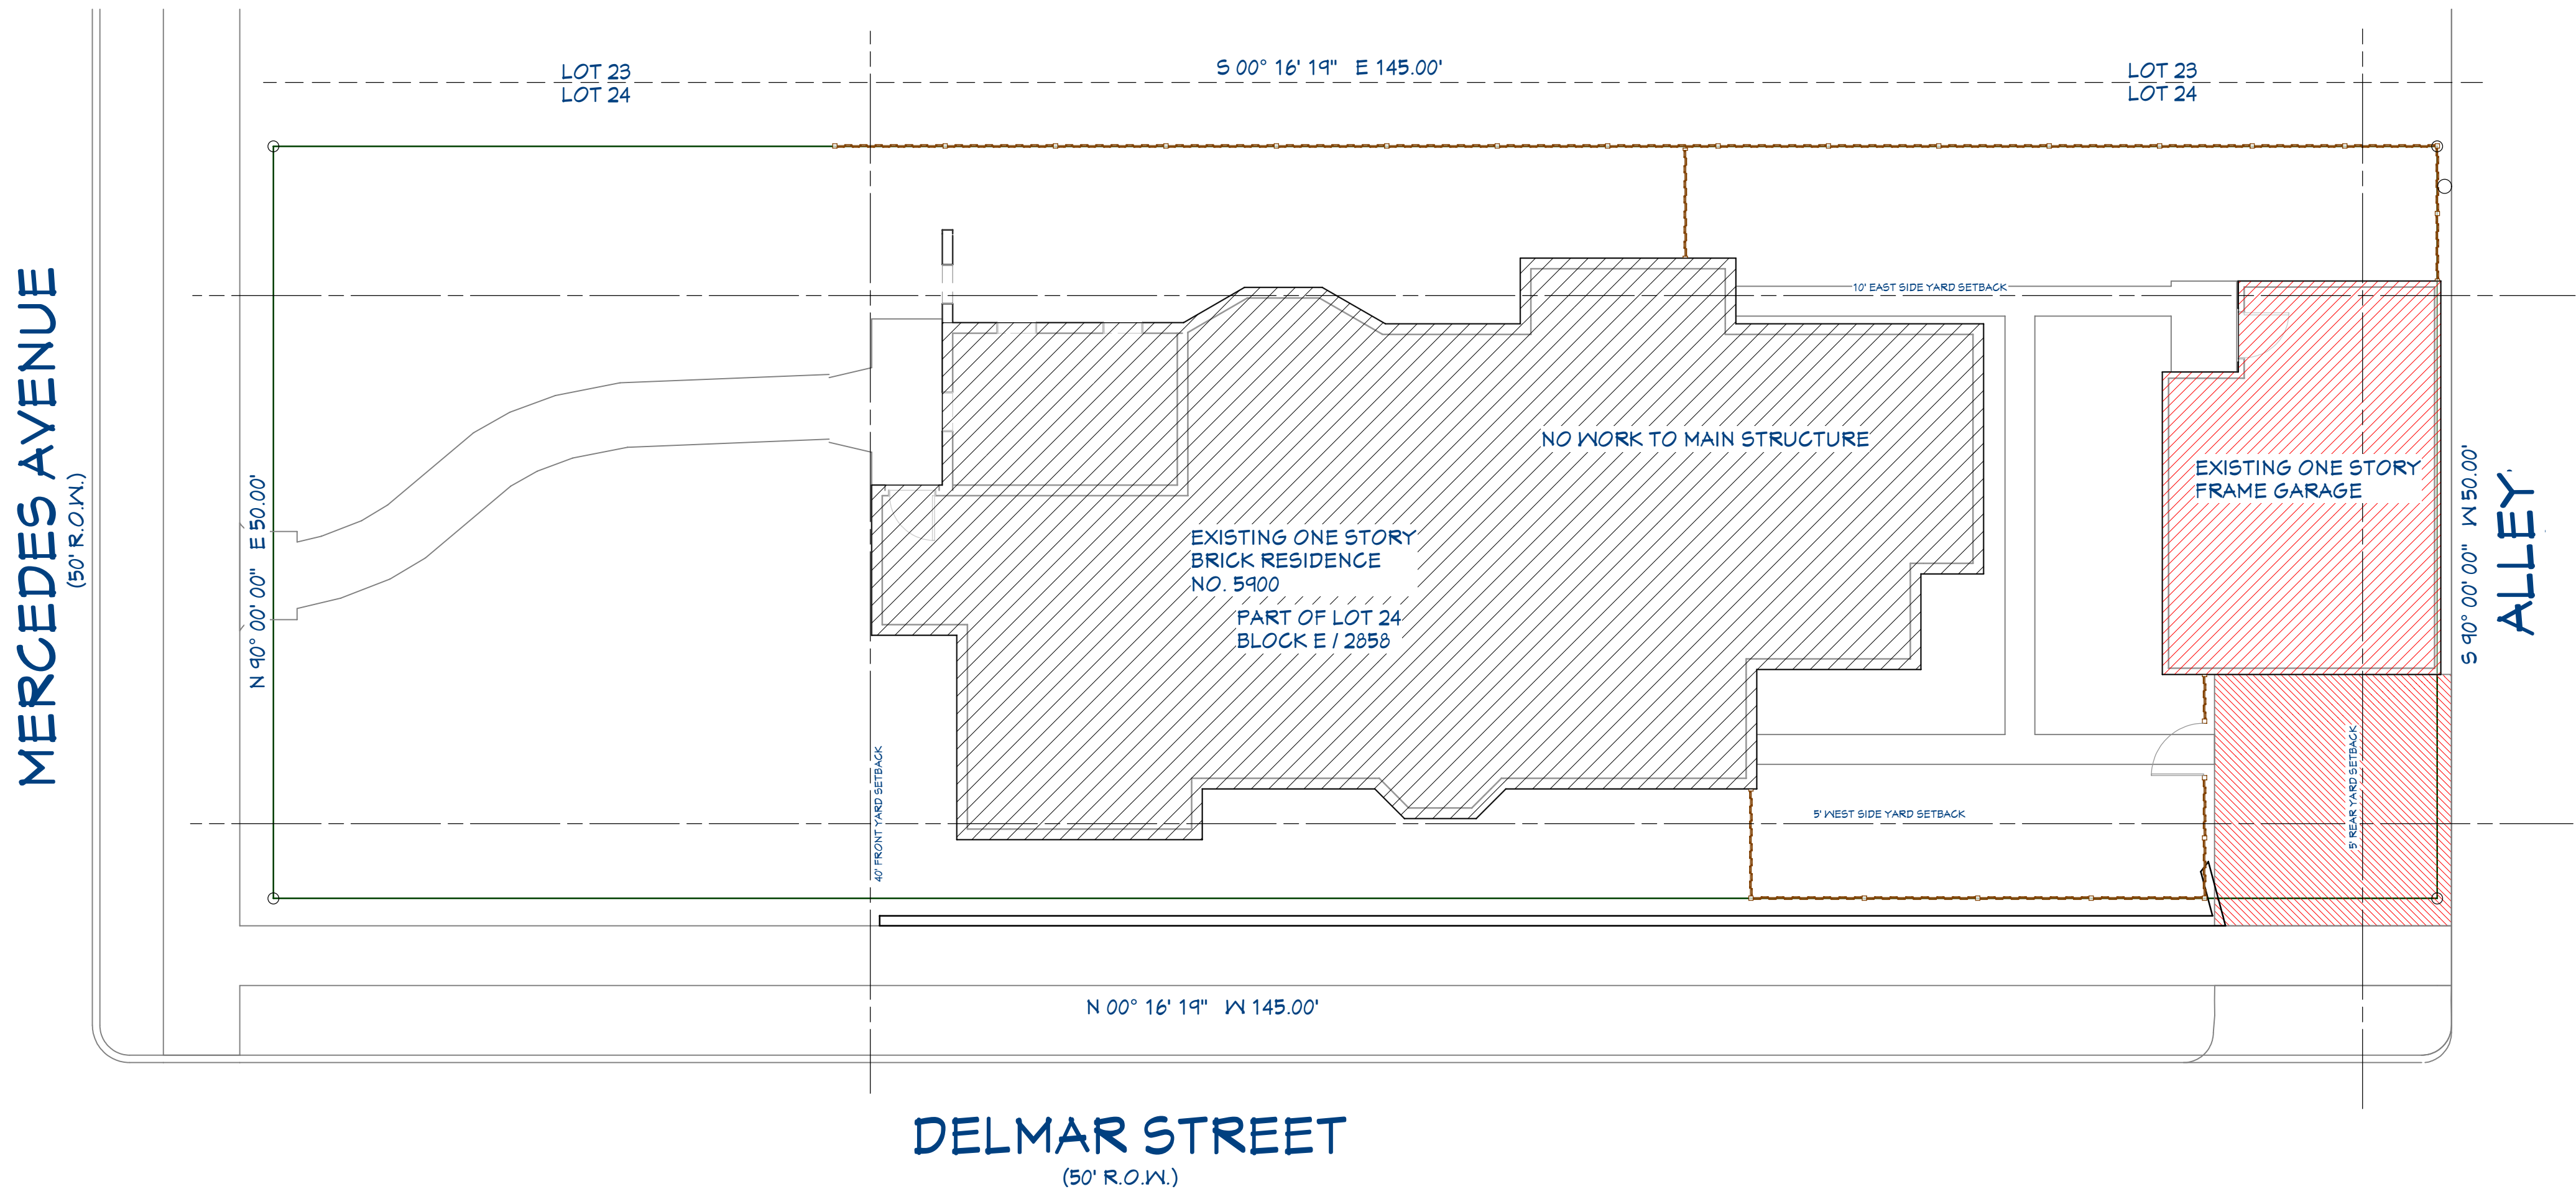 LOT 23
LOT 24
S 00° 16' 19" E 145.00'
LOT 23
LOT 24
MERCEDES AVENUE
(50' R.O.W.)
N 90° 00' 00" E 50.00'
10' EAST SIDE YARD SETBACK
NO WORK TO MAIN STRUCTURE
EXISTING ONE STORY
FRAME GARAGE
S 90° 00' 00" W 50.00'
ALLEY
EXISTING ONE STORY
BRICK RESIDENCE
NO. 5900
PART OF LOT 24
BLOCK E / 2858
40' FRONT YARD SETBACK
5' WEST SIDE YARD SETBACK
5' REAR YARD SETBACK
N 00° 16' 19" W 145.00'
DELMAR STREET
(50' R.O.W.)